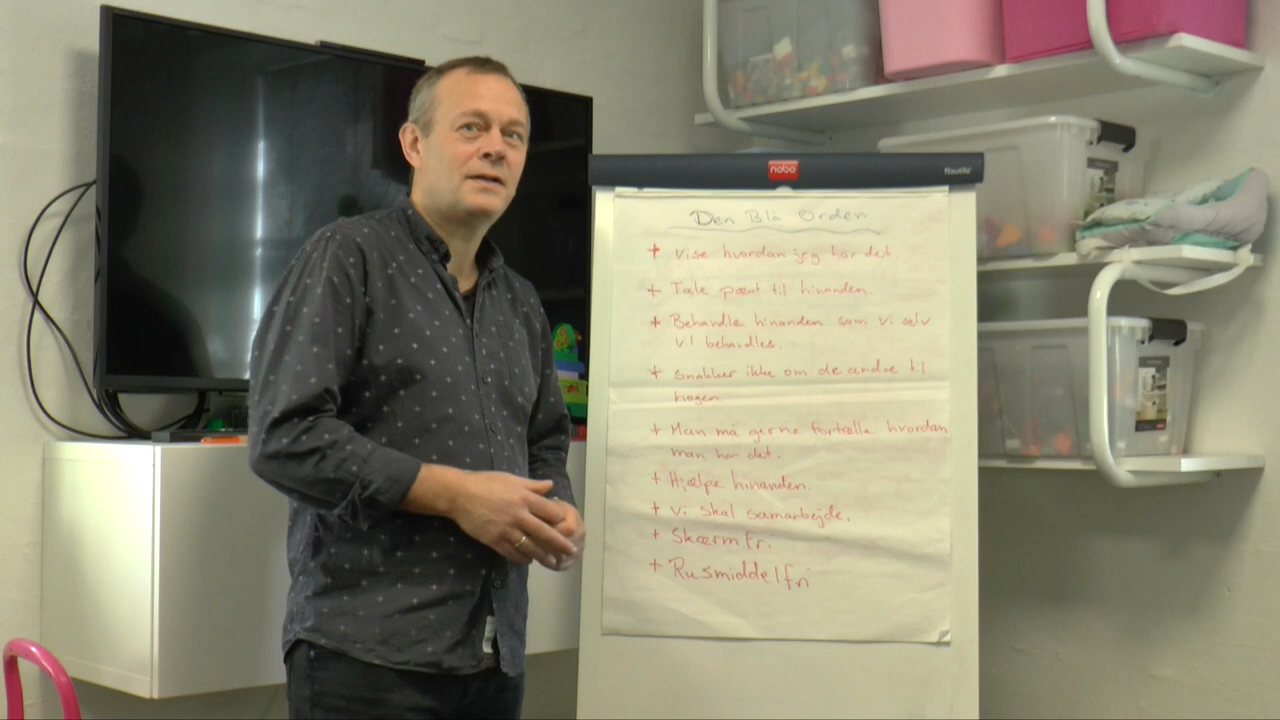 nobo
Nautile
Den Blå Orden
+ Vise hvordan jeg har det.
+ Tale pænt til hinanden.
+ Behandle hinanden som vi selv
vil behandles.
+ Snakker ikke om de andre til
nogen
+ Man må gerne fortælle hvordan
man har det.
+ Hjælpe hinanden.
+ Vi skal samarbejde.
+ Skærmfri
+ Rusmiddelfri